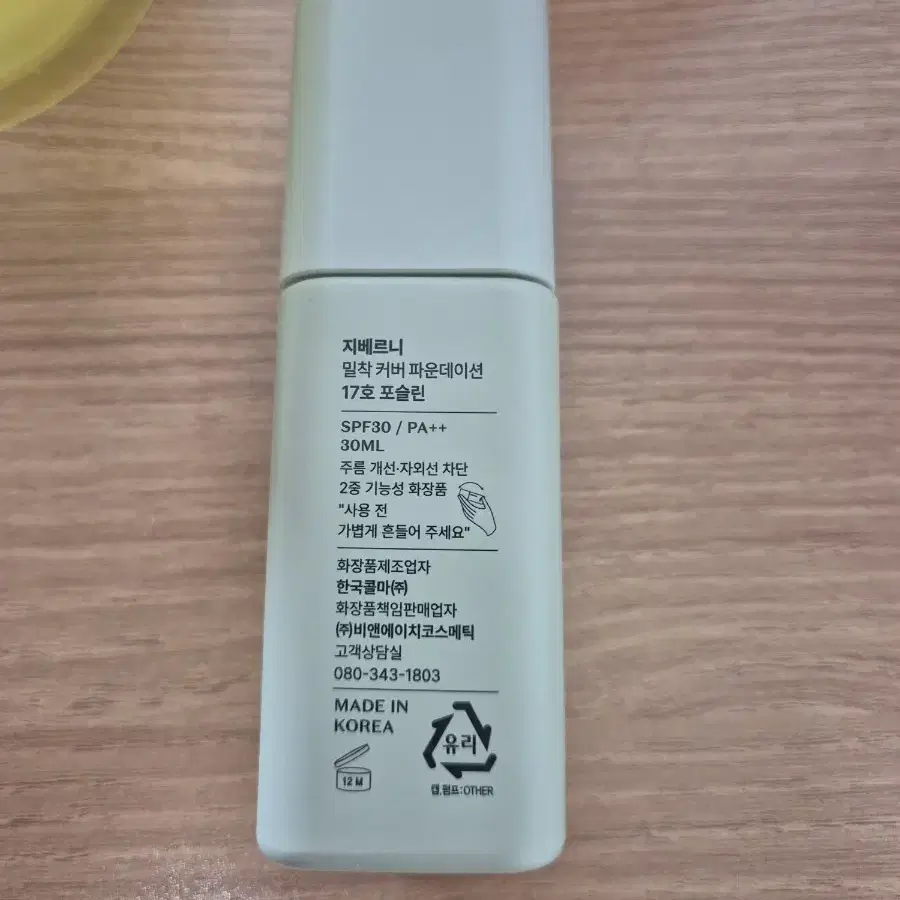 지베르니
밀착 커버 파운데이션
17호 포슬린
SPF30 / PA++
30ML
주름 개선·자외선 차단
2중 기능성 화장품
"사용 전
가볍게 흔들어 주세요"
화장품제조업자
한국콜마㈜
화장품책임판매업자
㈜비앤에이치코스메틱
고객상담실
080-343-1803
MADE IN
KOREA
12 M
유리
캡,펌프:OTHER